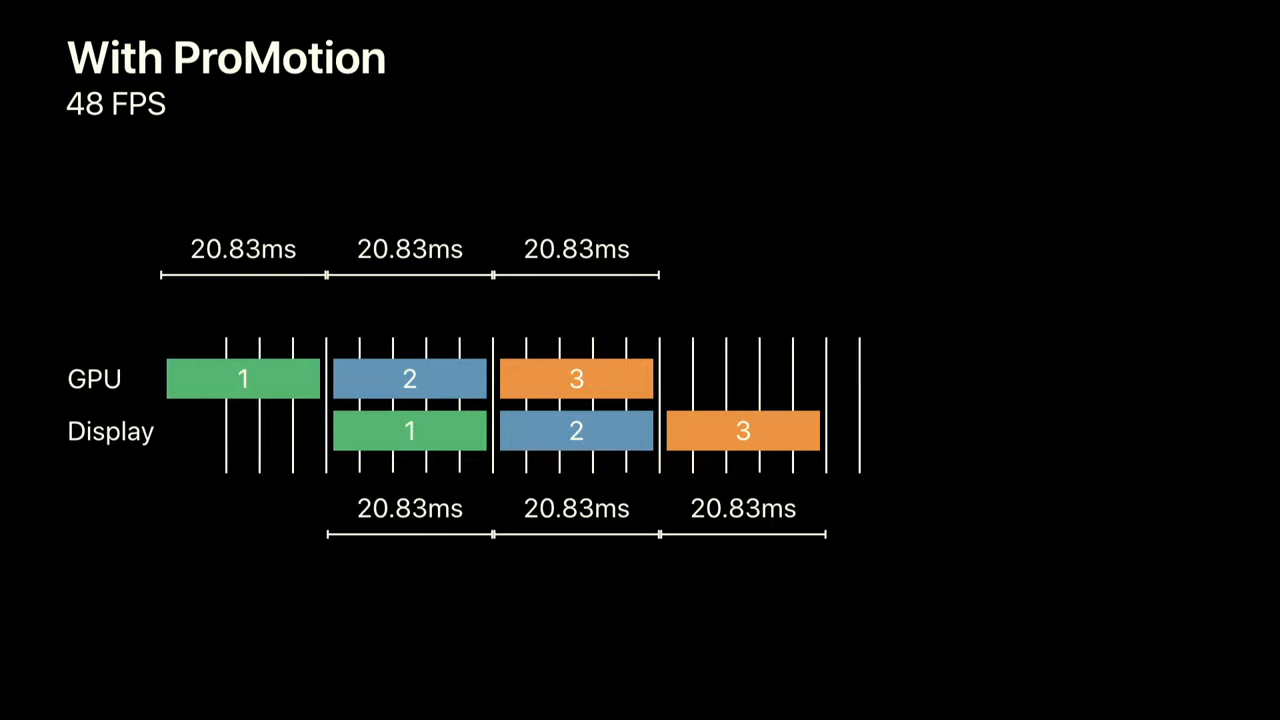 With ProMotion
48 FPS
20.83ms 20.83ms 20.83ms
GPU 1 2 3
Display 1 2 3
20.83ms 20.83ms 20.83ms